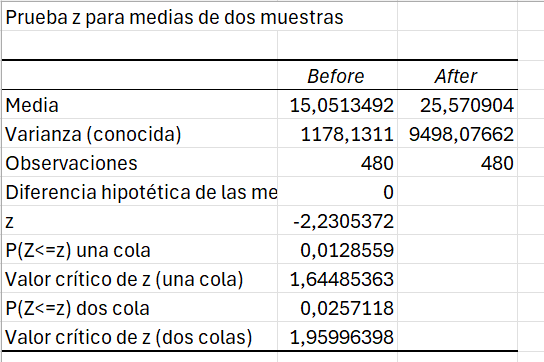 Prueba z para medias de dos muestras
Before After
Media 15,0513492 25,570904
Varianza (conocida) 1178,1311 9498,07662
Observaciones 480 480
Diferencia hipotética de las me 0
z -2,2305372
P(Z<=z) una cola 0,0128559
Valor crítico de z (una cola) 1,64485363
P(Z<=z) dos cola 0,0257118
Valor crítico de z (dos colas) 1,95996398